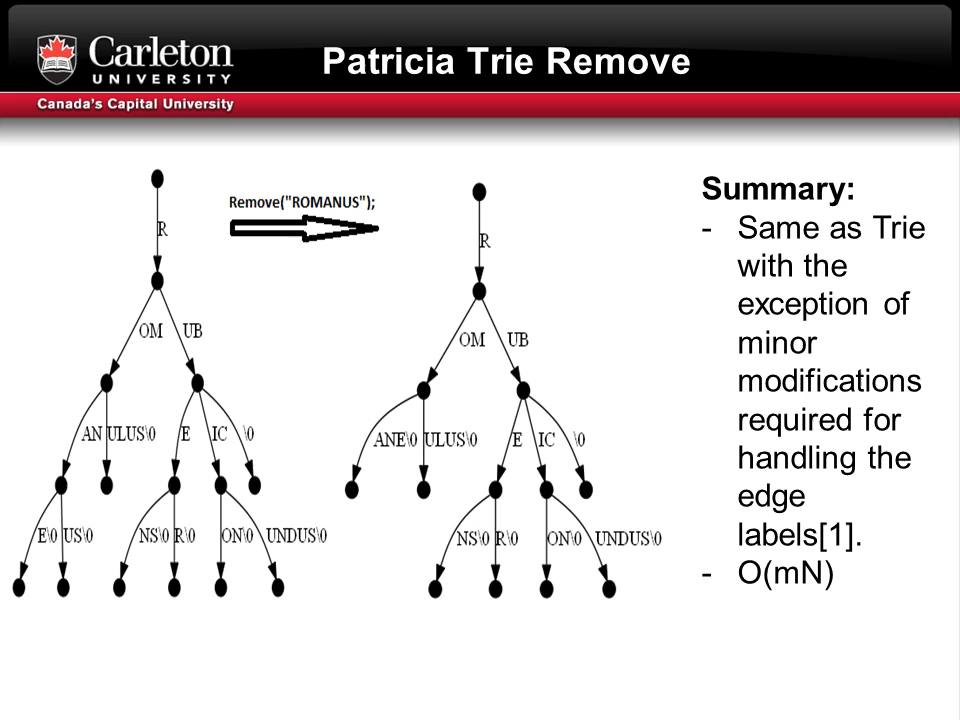 Carleton
UNIVERSITY
Canada's Capital University
Patricia Trie Remove
R
OM UB
AN ULUS\0 E IC \0
E\0 US\0 NS\0 R\0 ON\0 UNDUS\0
Remove("ROMANUS");
R
OM UB
ANE\0 ULUS\0 E IC \0
NS\0 R\0 ON\0 UNDUS\0
Summary:
- Same as Trie
with the
exception of
minor
modifications
required for
handling the
edge
labels[1].
- O(mN)